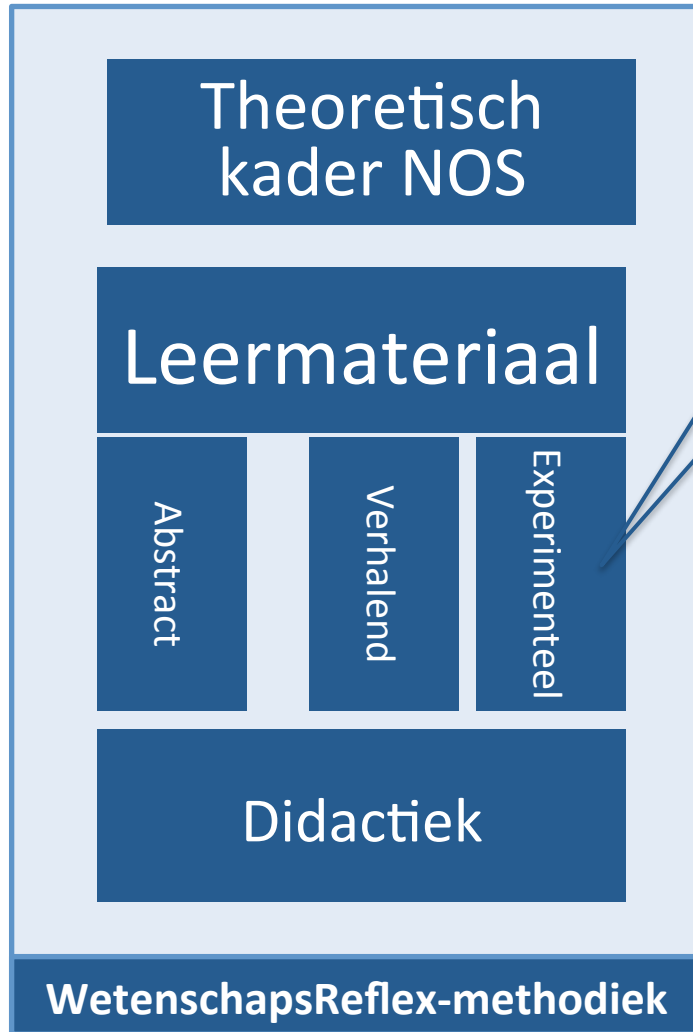 Theoretisch
kader NOS
Leermateriaal
Abstract
Verhalend
Experimenteel
Didactiek
WetenschapsReflex-methodiek